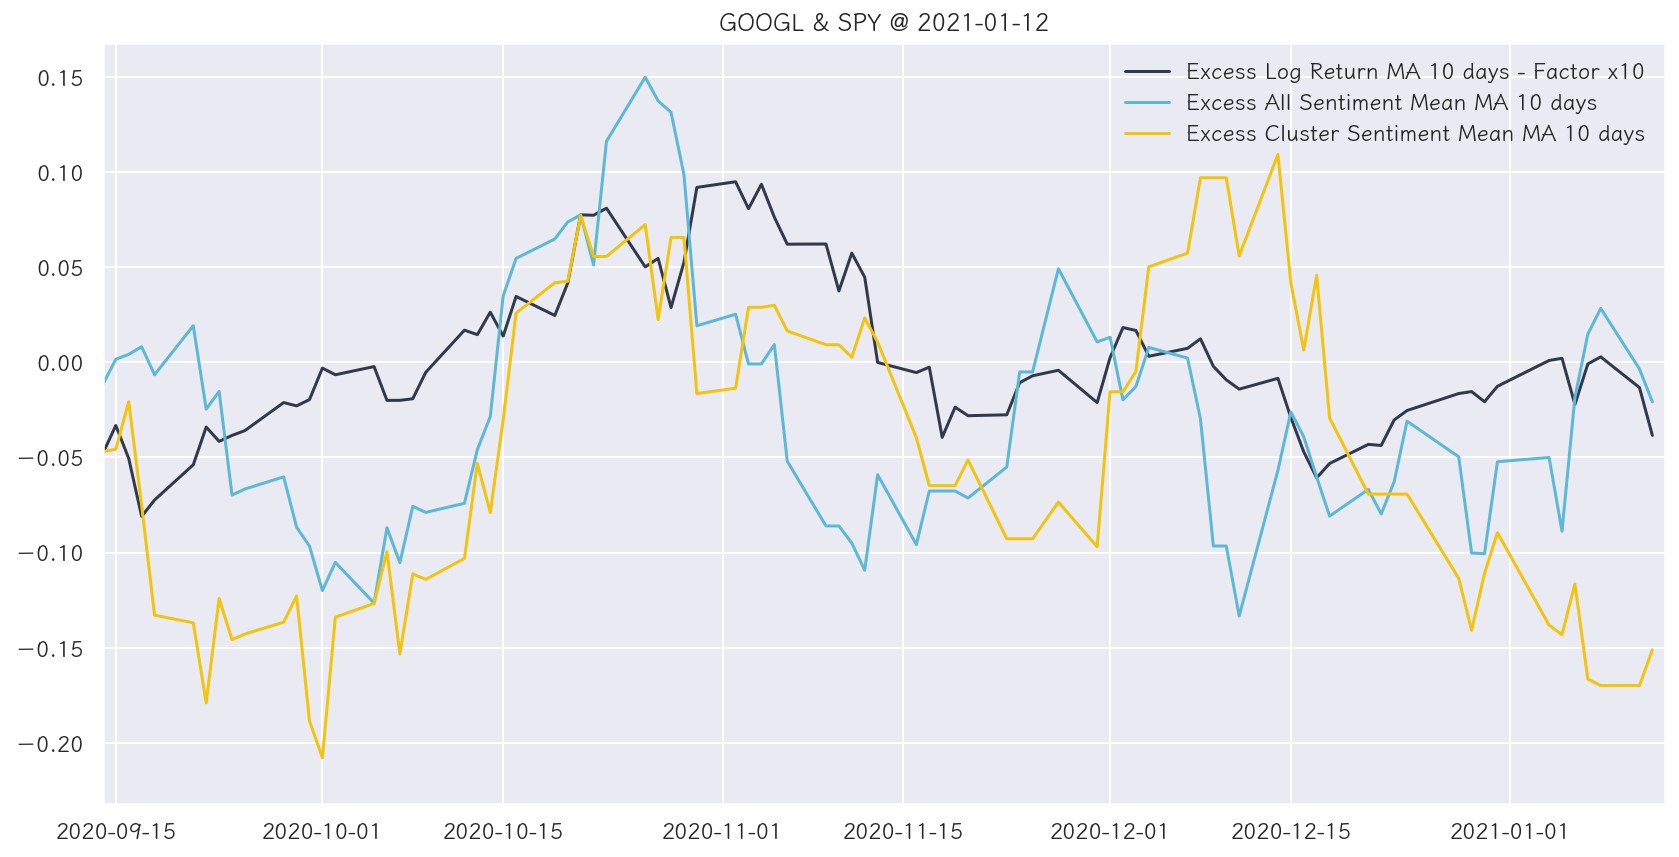 GOOGL & SPY @ 2021-01-12
Excess Log Return MA 10 days - Factor x10
Excess All Sentiment Mean MA 10 days
Excess Cluster Sentiment Mean MA 10 days
0.15
0.10
0.05
0.00
−0.05
−0.10
−0.15
−0.20
2020-09-15 2020-10-01 2020-10-15 2020-11-01 2020-11-15 2020-12-01 2020-12-15 2021-01-01